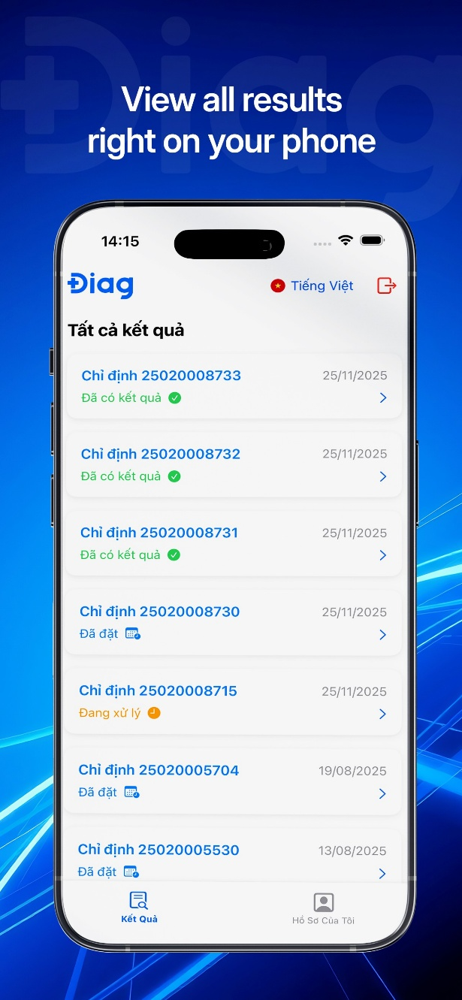 Điag
View all results
right on your phone
14:15
Điag
Tiếng Việt
Tất cả kết quả
Chỉ định 25020008733
25/11/2025
Đã có kết quả
Chỉ định 25020008732
25/11/2025
Đã có kết quả
Chỉ định 25020008731
25/11/2025
Đã có kết quả
Chỉ định 25020008730
25/11/2025
Đã đặt
Chỉ định 25020008715
25/11/2025
Đang xử lý
Chỉ định 25020005704
19/08/2025
Đã đặt
Chỉ định 25020005530
13/08/2025
Đã đặt
Kết Quả
Hồ Sơ Của Tôi